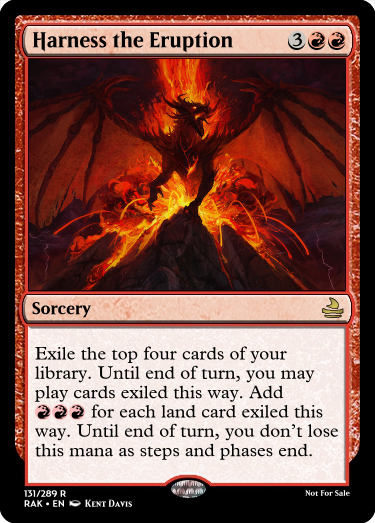 Harness the Eruption 3
Sorcery
Exile the top four cards of your
library. Until end of turn, you may
play cards exiled this way. Add
for each land card exiled this
way. Until end of turn, you don't lose
this mana as steps and phases end.
131/289 R
Not For Sale
RAK • EN Kent Davis